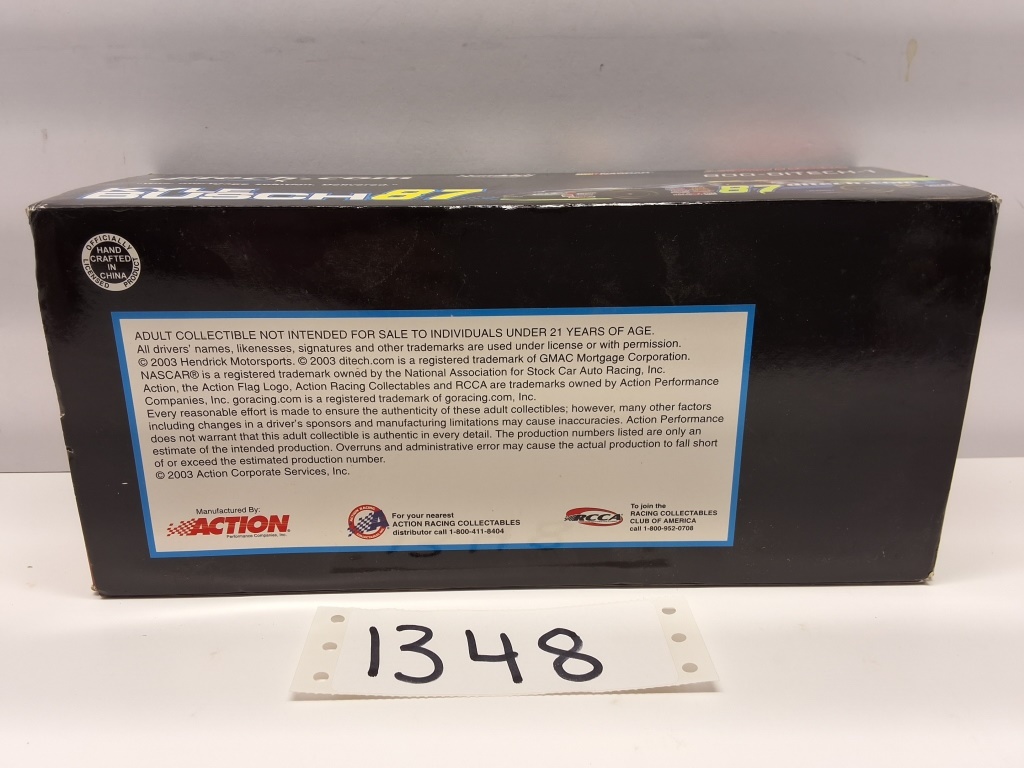 KYLE
BUSCH 87
87
OFFICIALLY
HAND
CRAFTED
IN
CHINA
LICENSED PRODUCT
ADULT COLLECTIBLE NOT INTENDED FOR SALE TO INDIVIDUALS UNDER 21 YEARS OF AGE.
All drivers' names, likenesses, signatures and other trademarks are used under license or with permission.
© 2003 Hendrick Motorsports. © 2003 ditech.com is a registered trademark of GMAC Mortgage Corporation.
NASCAR® is a registered trademark owned by the National Association for Stock Car Auto Racing, Inc.
Action, the Action Flag Logo, Action Racing Collectables and RCCA are trademarks owned by Action Performance
Companies, Inc. goracing.com is a registered trademark of goracing.com, Inc.
Every reasonable effort is made to ensure the authenticity of these adult collectibles; however, many other factors
including changes in a driver's sponsors and manufacturing limitations may cause inaccuracies. Action Performance
does not warrant that this adult collectible is authentic in every detail. The production numbers listed are only an
estimate of the intended production. Overruns and administrative error may cause the actual production to fall short
of or exceed the estimated production number.
© 2003 Action Corporate Services, Inc.
Manufactured By:
ACTION
Performance Companies, Inc.
For your nearest
ACTION RACING COLLECTABLES
distributor call 1-800-411-8404
RCCA
To join the
RACING COLLECTABLES
CLUB OF AMERICA
call 1-800-952-0708
1348